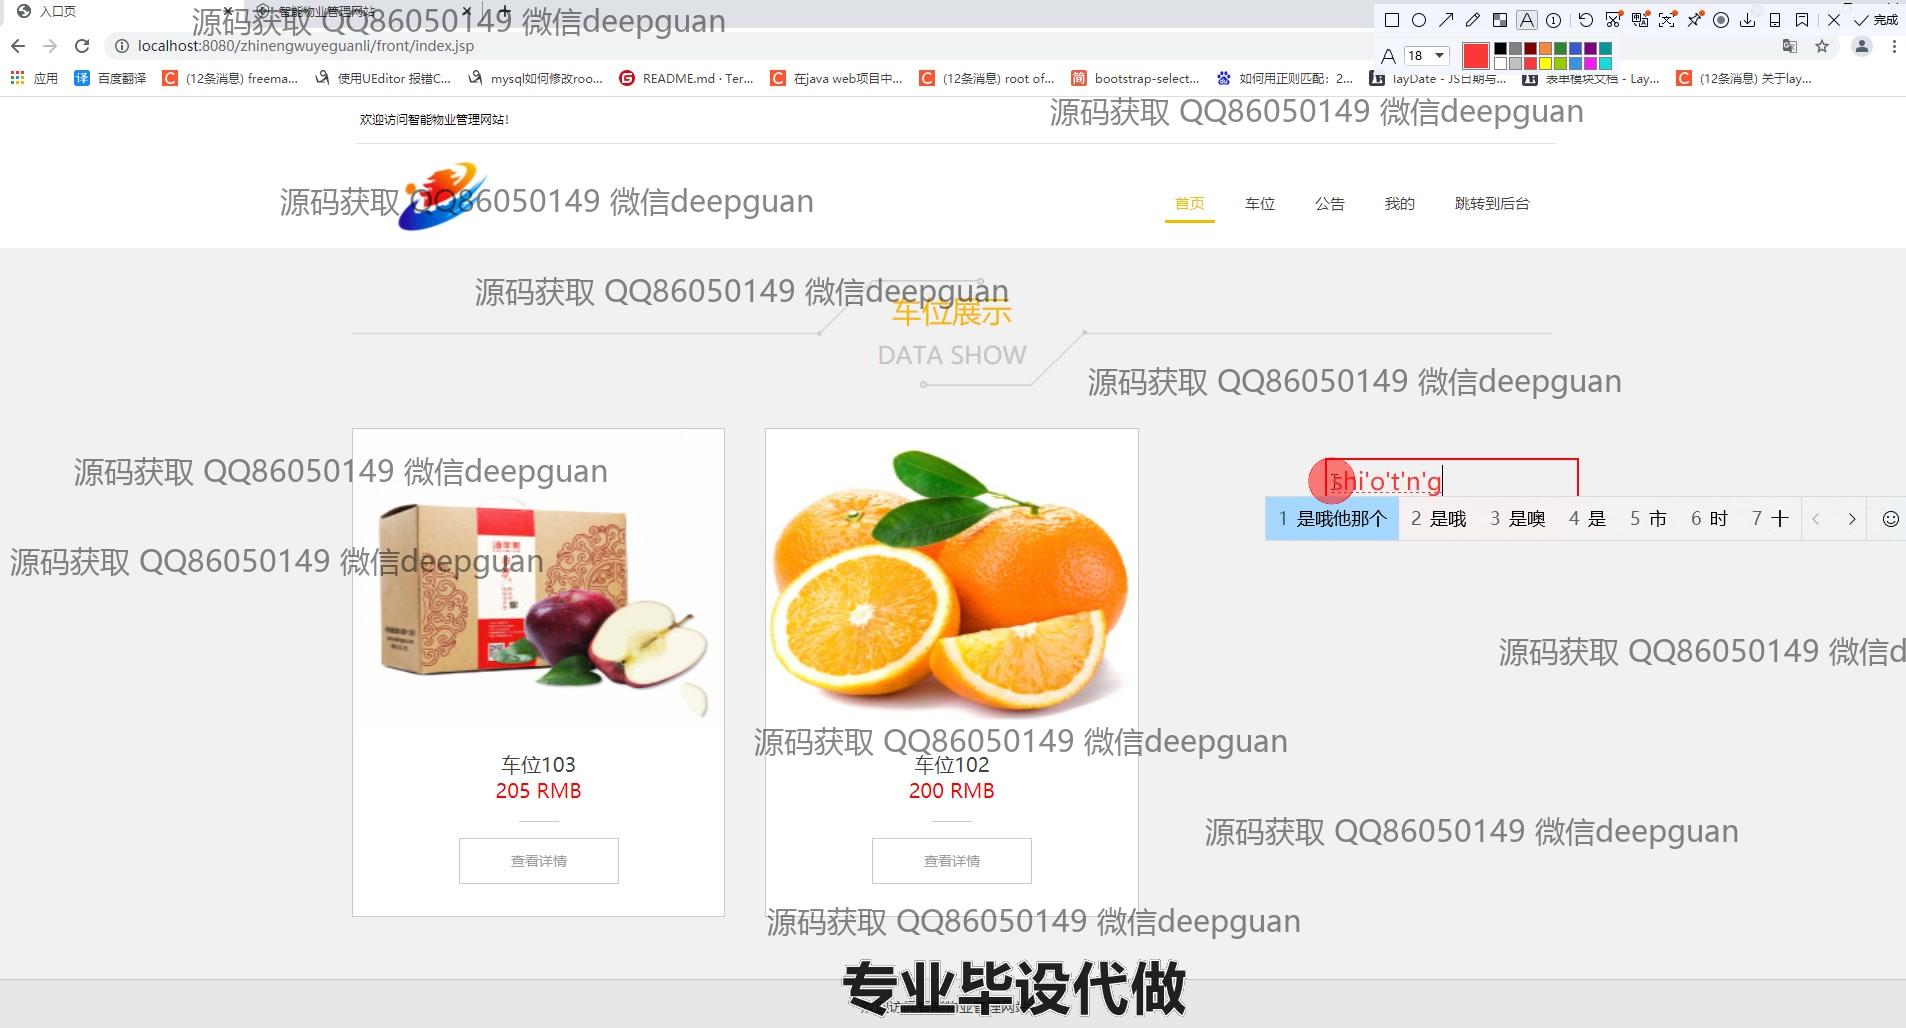 入口页
智能物业管理网站
源码获取 QQ86050149 微信deepguan
完成
localhost:8080/zhinengwuyeguanli/front/index.jsp
18
应用
百度翻译
(12条消息) freema...
使用UEditor 报错C...
mysql如何修改roo...
README.md · Ter...
在java web项目中...
(12条消息) root of...
bootstrap-select...
如何用正则匹配：2...
layDate - JS日期与...
表单模块文档 - Lay...
(12条消息) 关于lay...
源码获取 QQ86050149 微信deepguan
欢迎访问智能物业管理网站！
源码获取 QQ86050149 微信deepguan
首页
车位
公告
我的
跳转到后台
源码获取 QQ86050149 微信deepguan
车位展示
DATA SHOW
源码获取 QQ86050149 微信deepguan
源码获取 QQ86050149 微信deepguan
shi'o't'n'g
1 是哦他那个 2 是哦 3 是噢 4 是 5 市 6 时 7 十
源码获取 QQ86050149 微信deepguan
源码获取 QQ86050149 微信d
源码获取 QQ86050149 微信deepguan
车位103
205 RMB
查看详情
车位102
200 RMB
查看详情
源码获取 QQ86050149 微信deepguan
源码获取 QQ86050149 微信deepguan
专业毕设代做